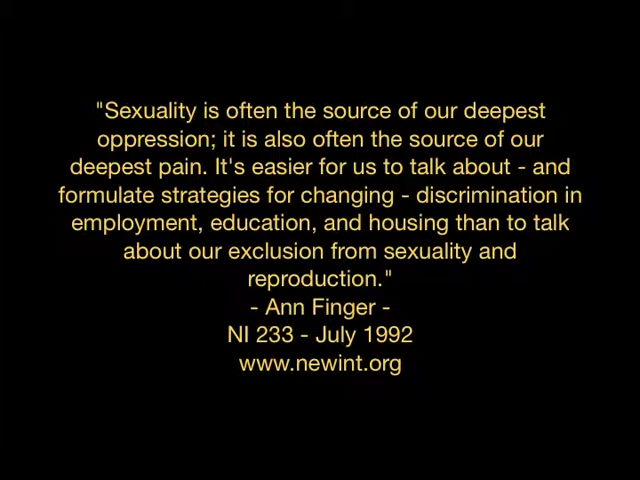 "Sexuality is often the source of our deepest
oppression; it is also often the source of our
deepest pain. It's easier for us to talk about - and
formulate strategies for changing - discrimination in
employment, education, and housing than to talk
about our exclusion from sexuality and
reproduction."
- Ann Finger -
NI 233 - July 1992
www.newint.org